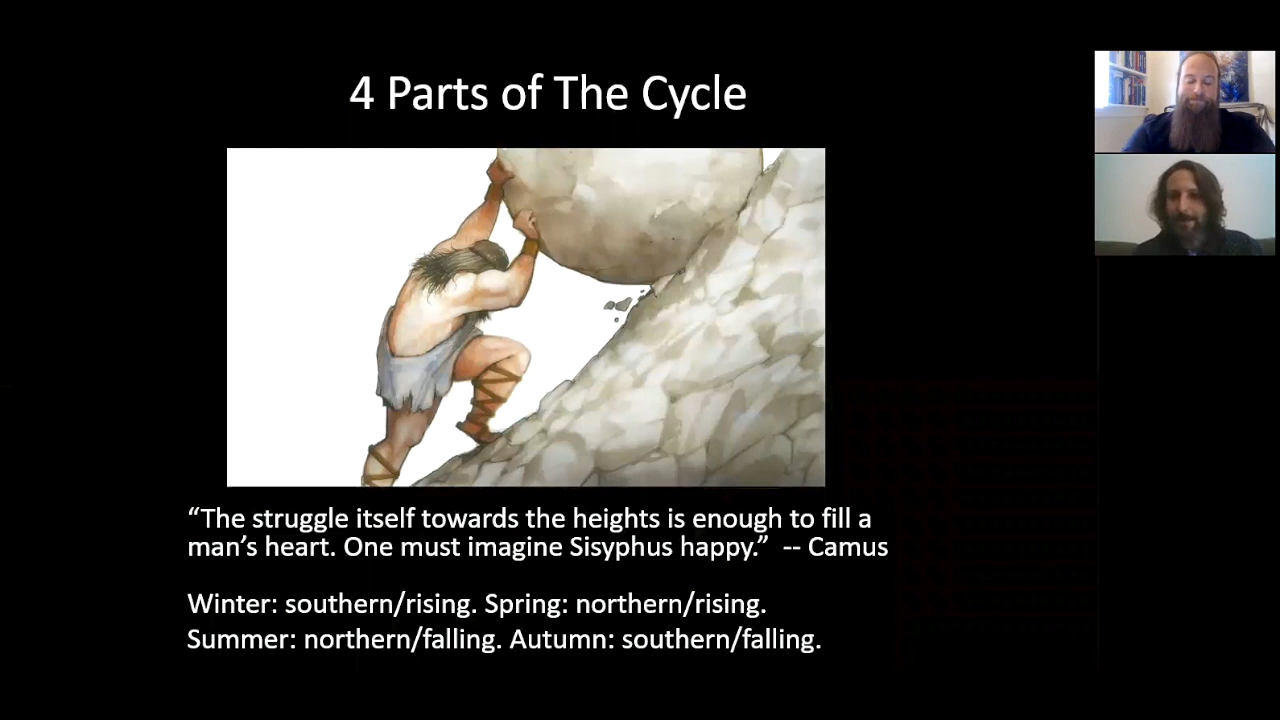 4 Parts of The Cycle
“The struggle itself towards the heights is enough to fill a
man’s heart. One must imagine Sisyphus happy.”  -- Camus
Winter: southern/rising. Spring: northern/rising.
Summer: northern/falling. Autumn: southern/falling.